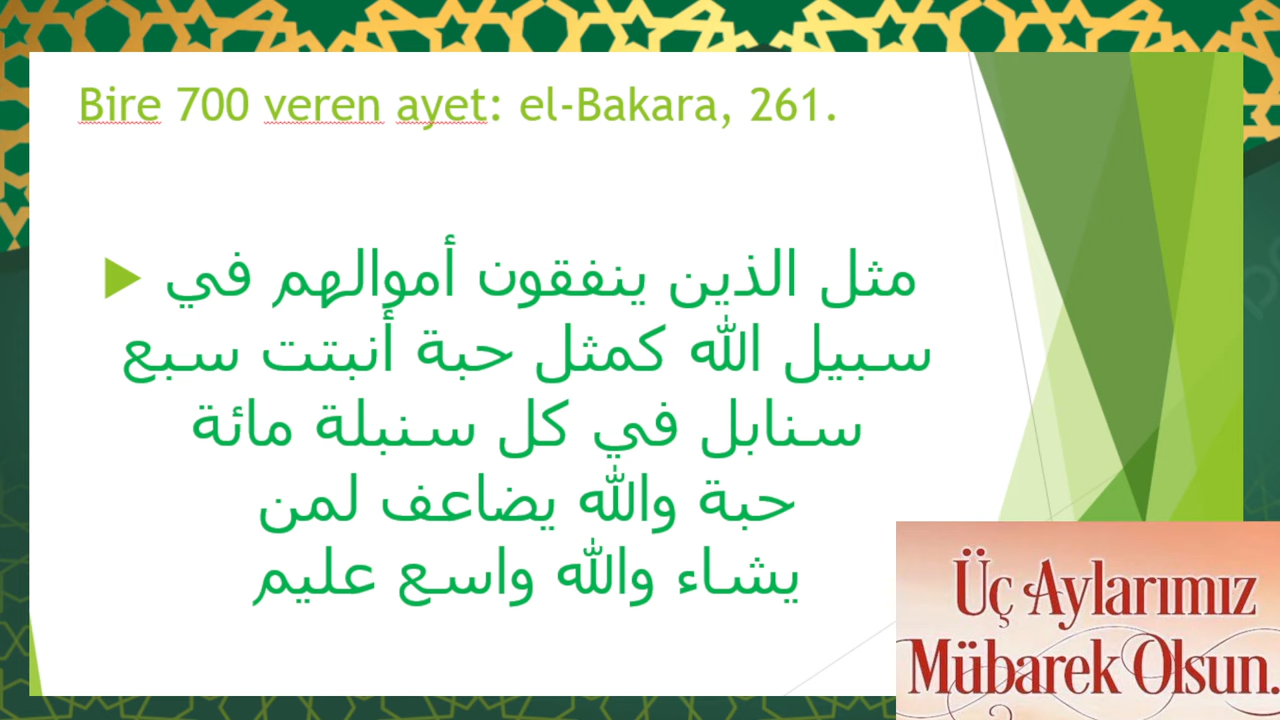 Bire 700 veren ayet: el-Bakara, 261.
مثل الذين ينفقون أموالهم في
سبيل الله كمثل حبة أنبتت سبع
سنابل في كل سنبلة مائة
حبة والله يضاعف لمن
يشاء والله واسع عليم
Üç Aylarımız
Mübarek Olsun.